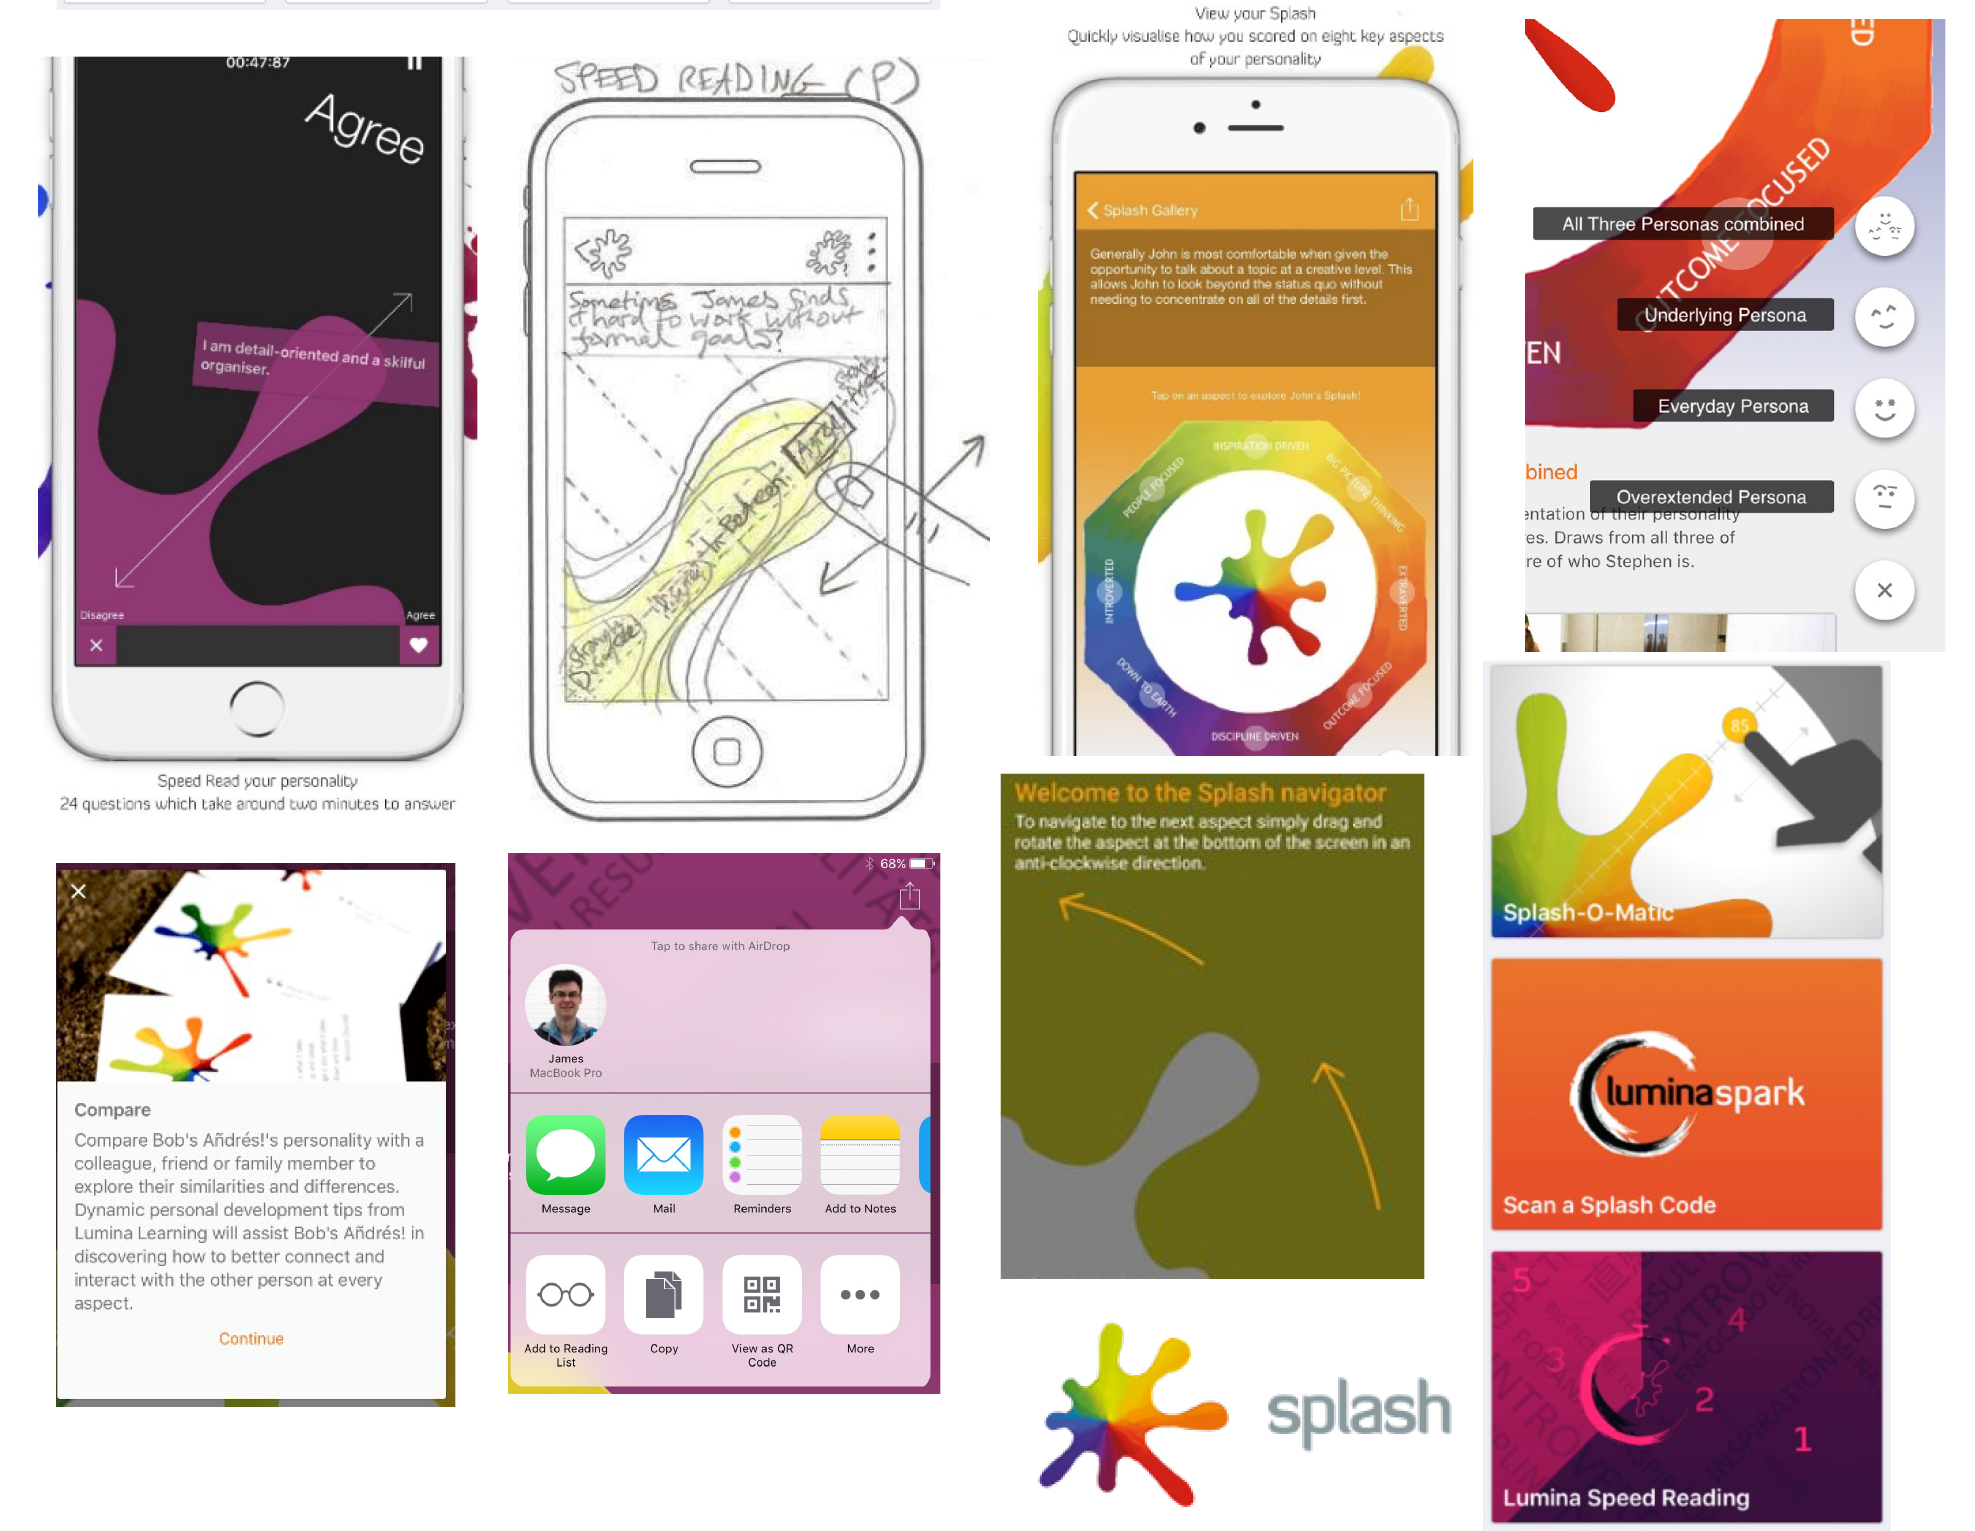 00:47:87
Agree
I am detail-oriented and a skilful
organiser.
Disagree
Agree
Speed Read your personality
24 questions which take around two minutes to answer
SPEED READING (P)
Sometimes James finds
it hard to work without
formal goals?
In-Between
Strongly
Disagree
View your Splash
Quickly visualise how you scored on eight key aspects
of your personality
Splash Gallery
Generally John is most comfortable when given the
opportunity to talk about a topic at a creative level. This
allows John to look beyond the status quo without
needing to concentrate on all of the details first.
Tap on an aspect to explore John's Splash!
INSPIRATION DRIVEN
BIG PICTURE THINKING
EXTRAVERTED
OUTCOME FOCUSED
DISCIPLINE DRIVEN
DOWN TO EARTH
INTROVERTED
PEOPLE FOCUSED
ED
OUTCOME FOCUSED
EN
All Three Personas combined
Underlying Persona
Everyday Persona
bined
Overextended Persona
entation of their personality
es. Draws from all three of
re of who Stephen is.
Compare
Compare Bob's Añdrés!'s personality with a
colleague, friend or family member to
explore their similarities and differences.
Dynamic personal development tips from
Lumina Learning will assist Bob's Añdrés! in
discovering how to better connect and
interact with the other person at every
aspect.
Continue
68%
Tap to share with AirDrop
James
MacBook Pro
Message
Mail
Reminders
Add to Notes
Add to Reading
List
Copy
View as QR
Code
More
Welcome to the Splash navigator
To navigate to the next aspect simply drag and
rotate the aspect at the bottom of the screen in an
anti-clockwise direction.
splash
85
Splash-O-Matic
luminaspark
Scan a Splash Code
5
4
3
2
1
Lumina Speed Reading